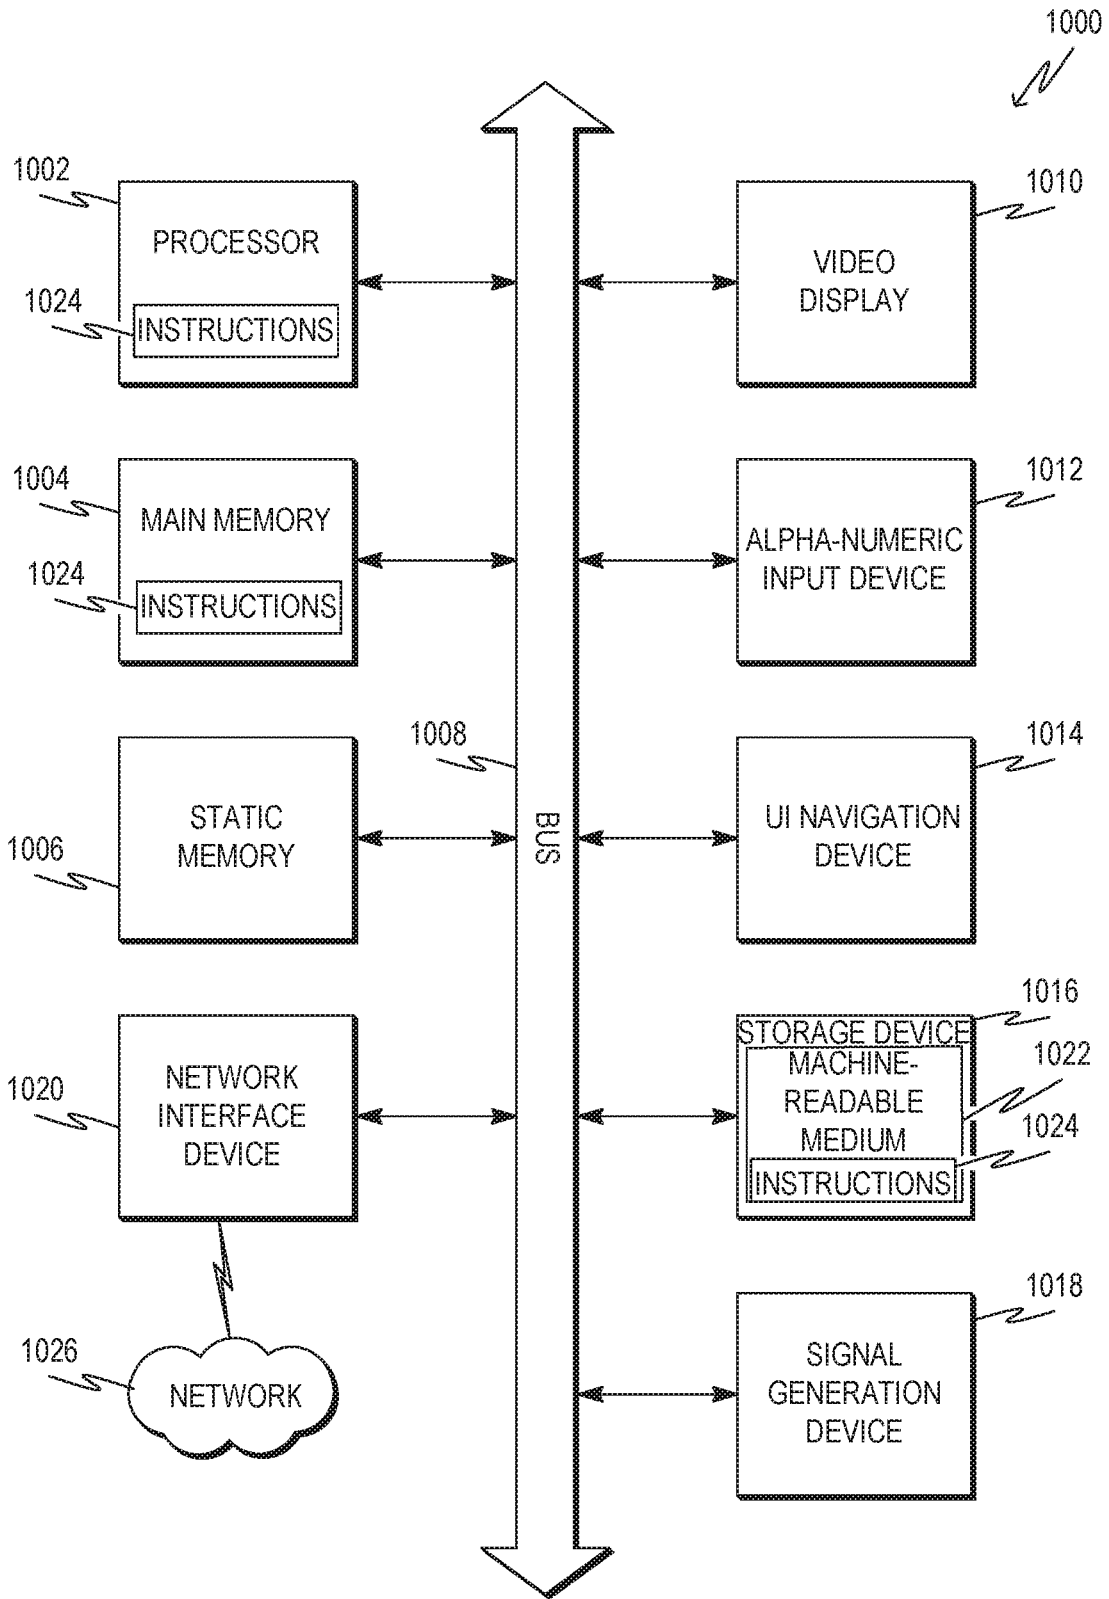 1000
1002
PROCESSOR
1024
INSTRUCTIONS
1004
MAIN MEMORY
1024
INSTRUCTIONS
1006
STATIC
MEMORY
1020
NETWORK
INTERFACE
DEVICE
1026
NETWORK
1008
BUS
1010
VIDEO
DISPLAY
1012
ALPHA-NUMERIC
INPUT DEVICE
1014
UI NAVIGATION
DEVICE
1016
STORAGE DEVICE
1022
MACHINE-
READABLE
MEDIUM
1024
INSTRUCTIONS
1018
SIGNAL
GENERATION
DEVICE